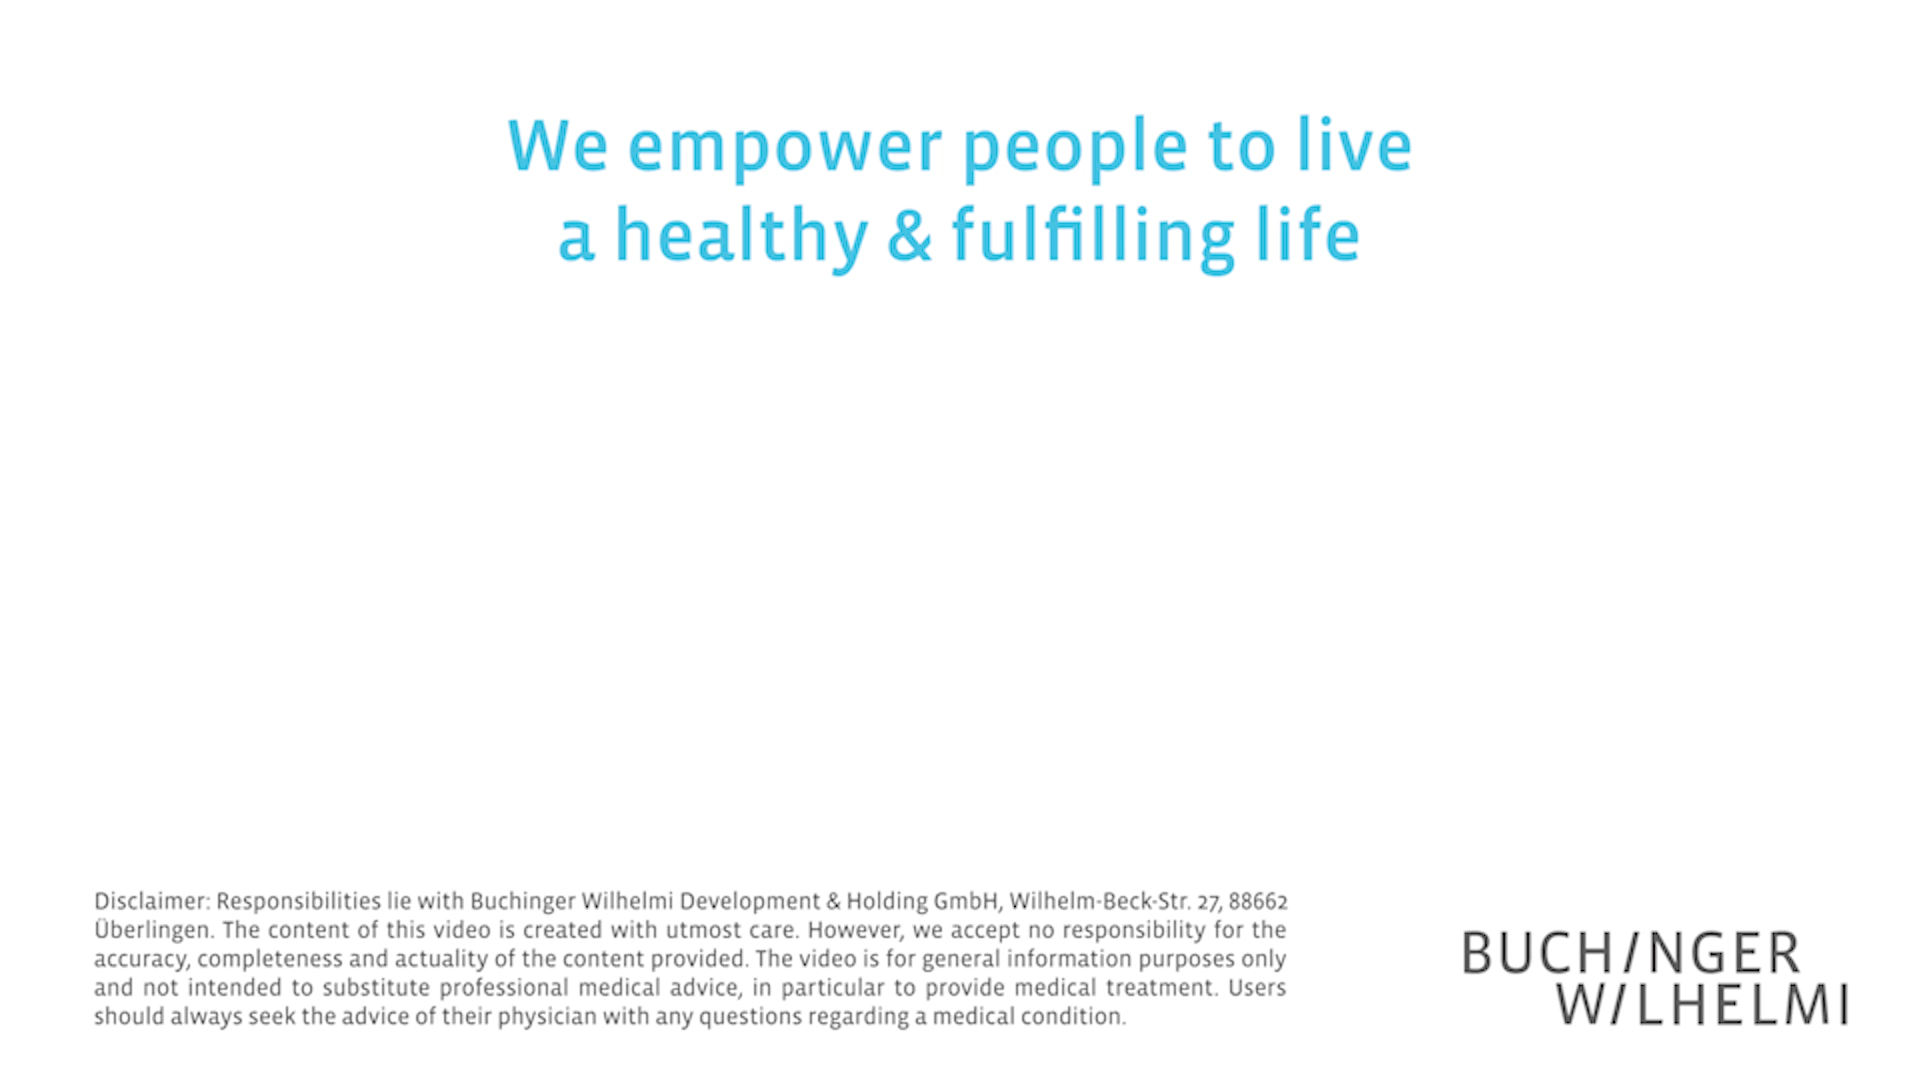 We empower people to live
a healthy & fulfilling life
Disclaimer: Responsibilities lie with Buchinger Wilhelmi Development & Holding GmbH, Wilhelm-Beck-Str. 27, 88662
Überlingen. The content of this video is created with utmost care. However, we accept no responsibility for the
accuracy, completeness and actuality of the content provided. The video is for general information purposes only
and not intended to substitute professional medical advice, in particular to provide medical treatment. Users
should always seek the advice of their physician with any questions regarding a medical condition.
BUCHINGER
WILHELMI